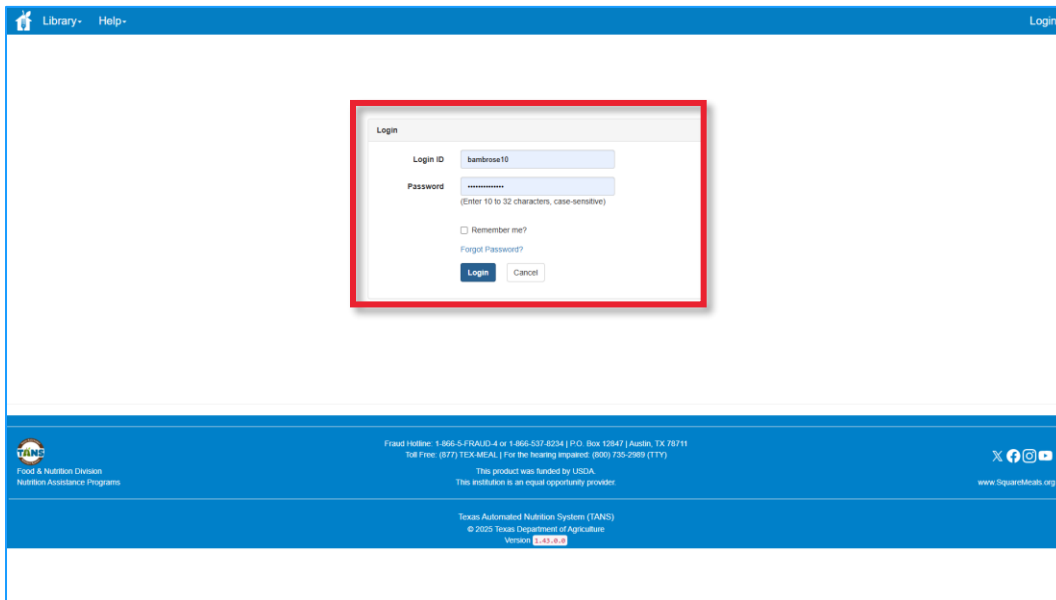 Library Help Login
Login
Login ID bambrose10
Password ••••••••••••••
(Enter 10 to 32 characters, case-sensitive)
Remember me?
Forgot Password?
Login Cancel
TANS
Food & Nutrition Division
Nutrition Assistance Programs
Fraud Hotline: 1-866-5-FRAUD-4 or 1-866-537-8234 | P.O. Box 12847 | Austin, TX 78711
Toll Free: (877) TEX-MEAL | For the hearing impaired: (800) 735-2989 (TTY)
This product was funded by USDA.
This institution is an equal opportunity provider.
www.SquareMeals.org
Texas Automated Nutrition System (TANS)
© 2025 Texas Department of Agriculture
Version 1.43.0.0